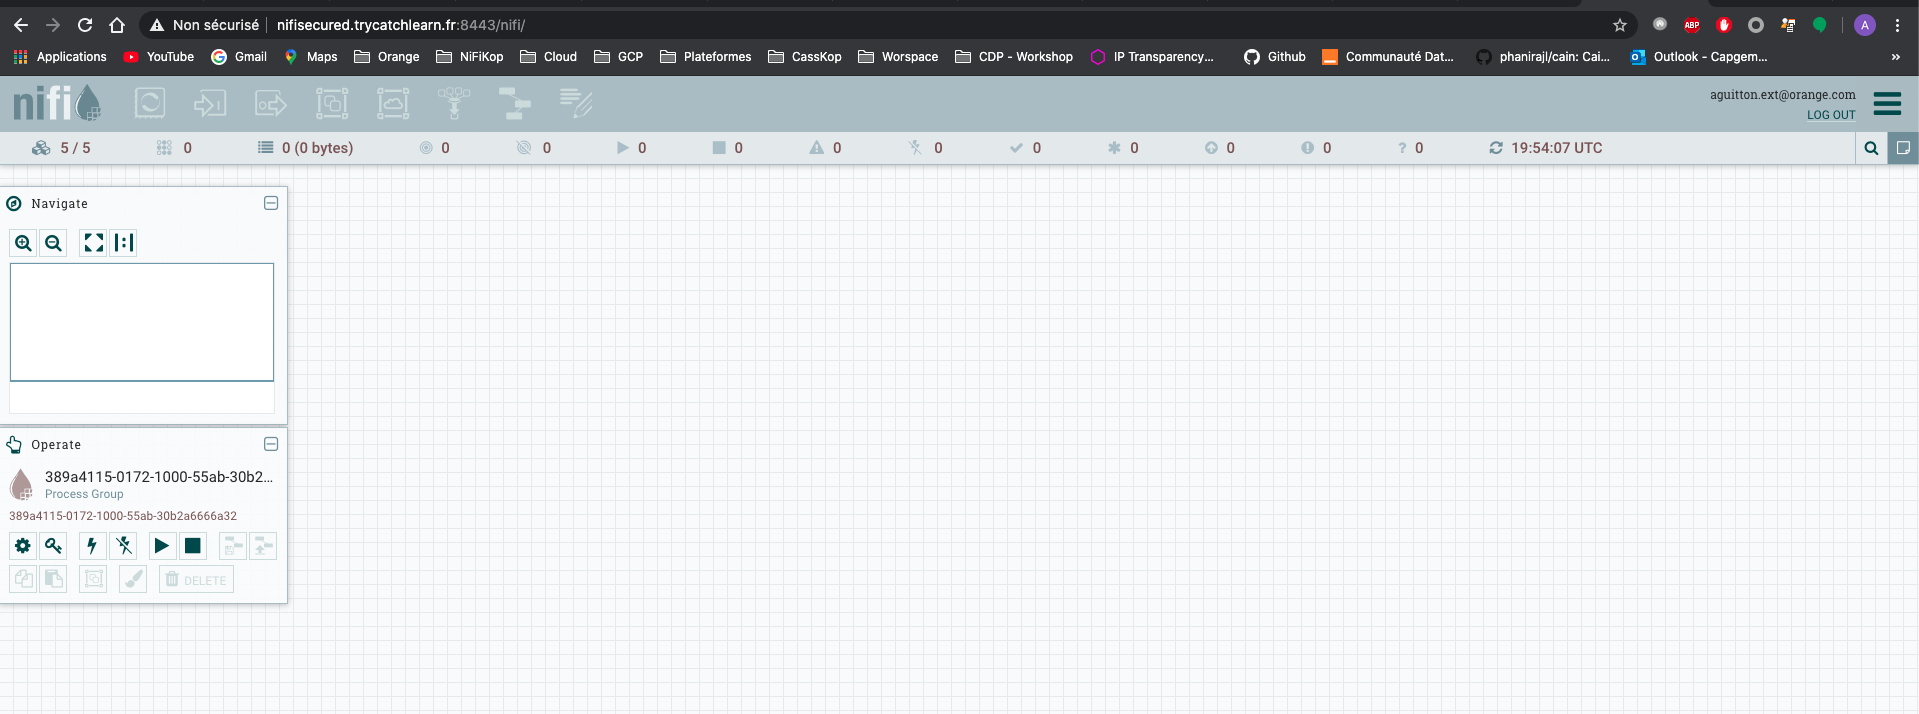 Non sécurisé nifisecured.trycatchlearn.fr:8443/nifi/ ABP A
Applications YouTube Gmail Maps Orange NiFiKop Cloud GCP Plateformes CassKop Worspace CDP - Workshop IP Transparency... Github Communauté Dat... phanirajl/cain: Cai... Outlook - Capgem... »
nifi
aguitton.ext@orange.com
LOG OUT
5 / 5 0 0 (0 bytes) 0 0 0 0 0 0 0 0 0 0 ? 0 19:54:07 UTC
Navigate
Operate
389a4115-0172-1000-55ab-30b2...
Process Group
389a4115-0172-1000-55ab-30b2a6666a32
DELETE